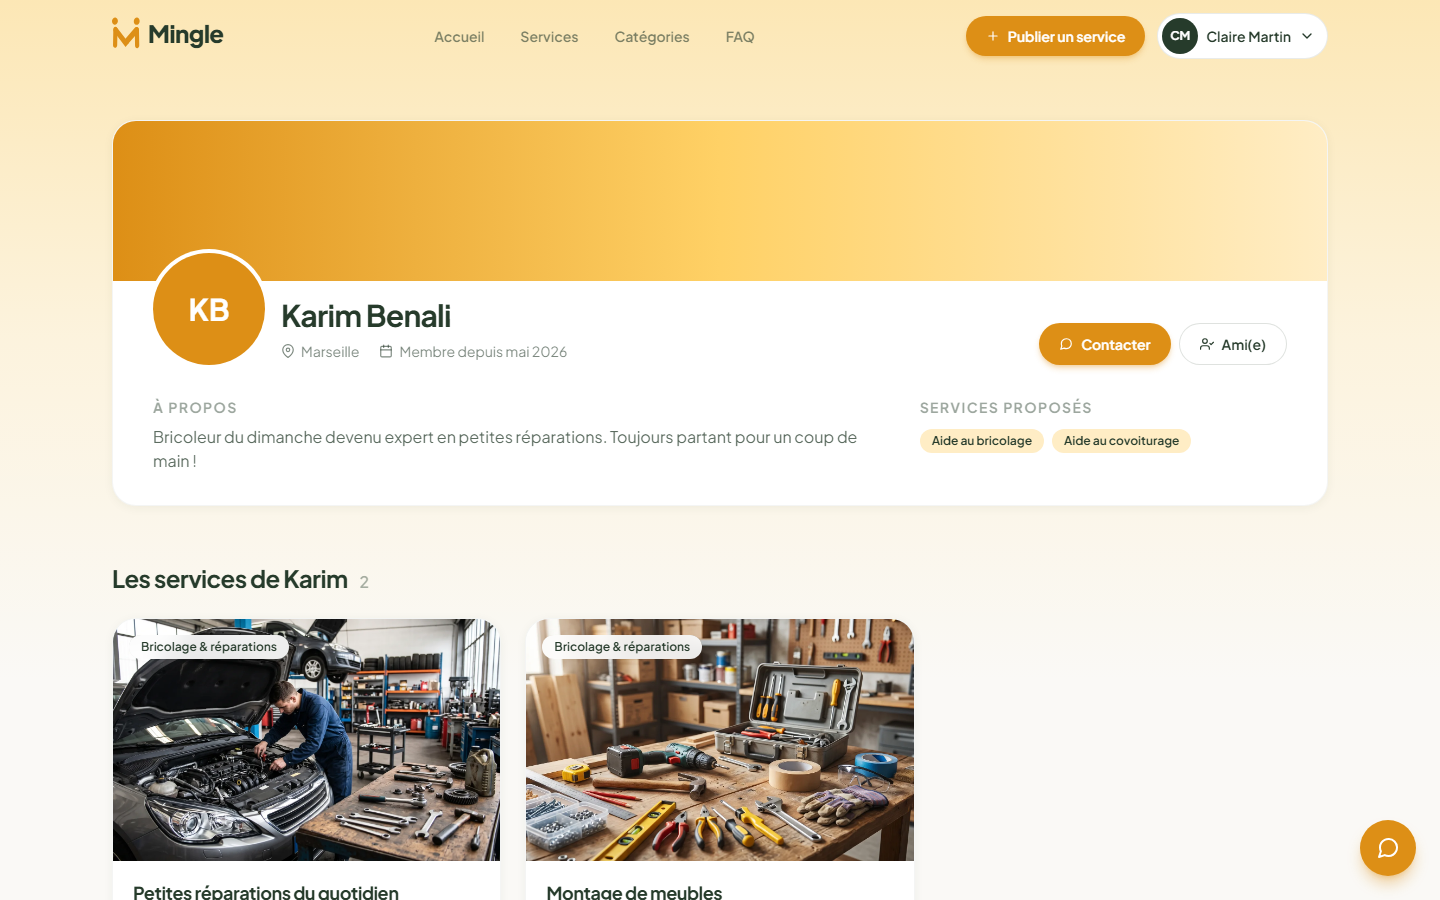 Mingle
Accueil
Services
Catégories
FAQ
Publier un service
CM
Claire Martin
KB
Karim Benali
Marseille
Membre depuis mai 2026
Contacter
Ami(e)
À PROPOS
Bricoleur du dimanche devenu expert en petites réparations. Toujours partant pour un coup de
main !
SERVICES PROPOSÉS
Aide au bricolage
Aide au covoiturage
Les services de Karim 2
Bricolage & réparations
Bricolage & réparations
Petites réparations du quotidien
Montage de meubles